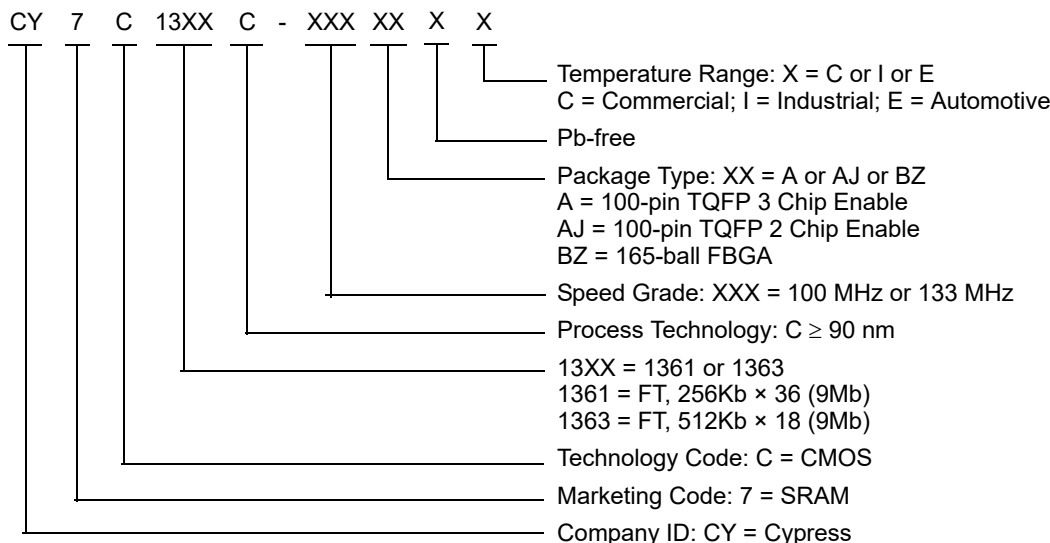 CY 7 C 13XX C - XXX XX X X
Temperature Range: X = C or I or E
C = Commercial; I = Industrial; E = Automotive
Pb-free
Package Type: XX = A or AJ or BZ
A = 100-pin TQFP 3 Chip Enable
AJ = 100-pin TQFP 2 Chip Enable
BZ = 165-ball FBGA
Speed Grade: XXX = 100 MHz or 133 MHz
Process Technology: C ≥ 90 nm
13XX = 1361 or 1363
1361 = FT, 256Kb × 36 (9Mb)
1363 = FT, 512Kb × 18 (9Mb)
Technology Code: C = CMOS
Marketing Code: 7 = SRAM
Company ID: CY = Cypress